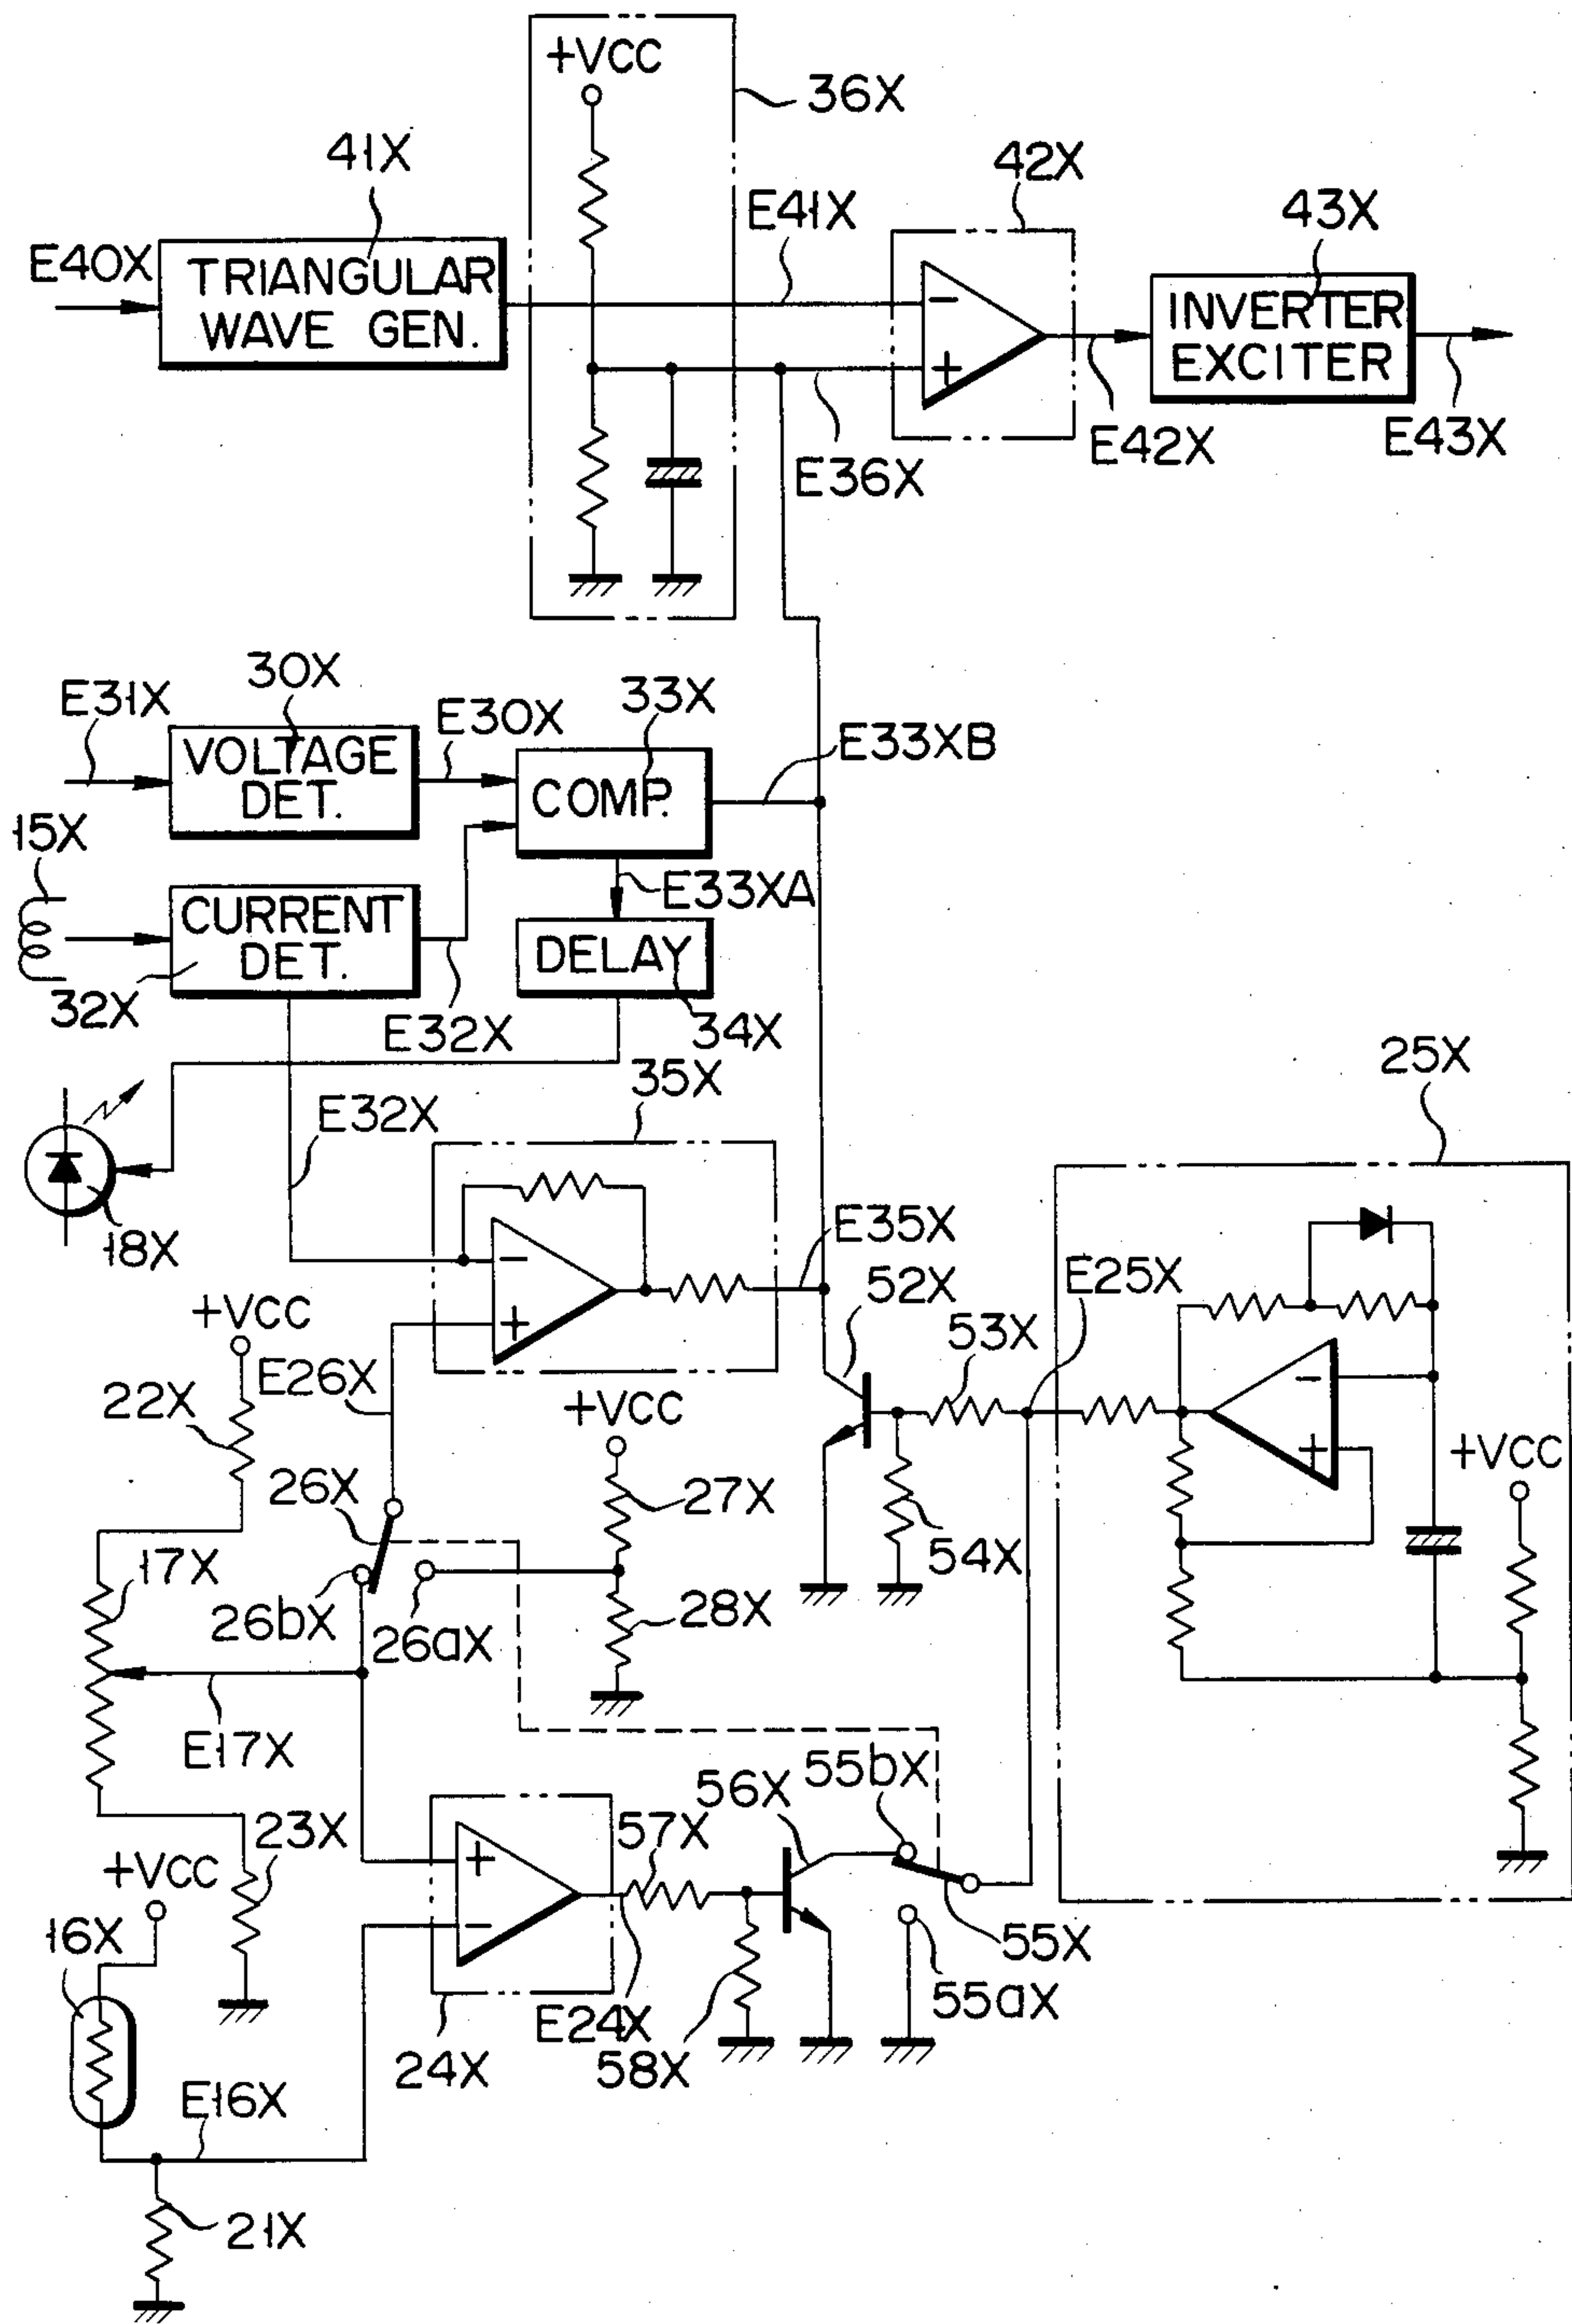 +VCC
36X
41X
42X
E41X
43X
E40X
TRIANGULAR
WAVE GEN.
INVERTER
EXCITER
E36X
E42X
E43X
30X
33X
E31X
E30X
E33XB
VOLTAGE
DET.
COMP.
15X
E33XA
CURRENT
DET.
DELAY
32X
E32X
34X
35X
25X
E32X
18X
E35X
E25X
52X
+VCC
53X
E26X
22X
+VCC
+VCC
26X
27X
17X
54X
26bX
26aX
28X
E17X
55bX
56X
57X
23X
+VCC
16X
55X
55aX
E24X
24X
58X
E16X
21X